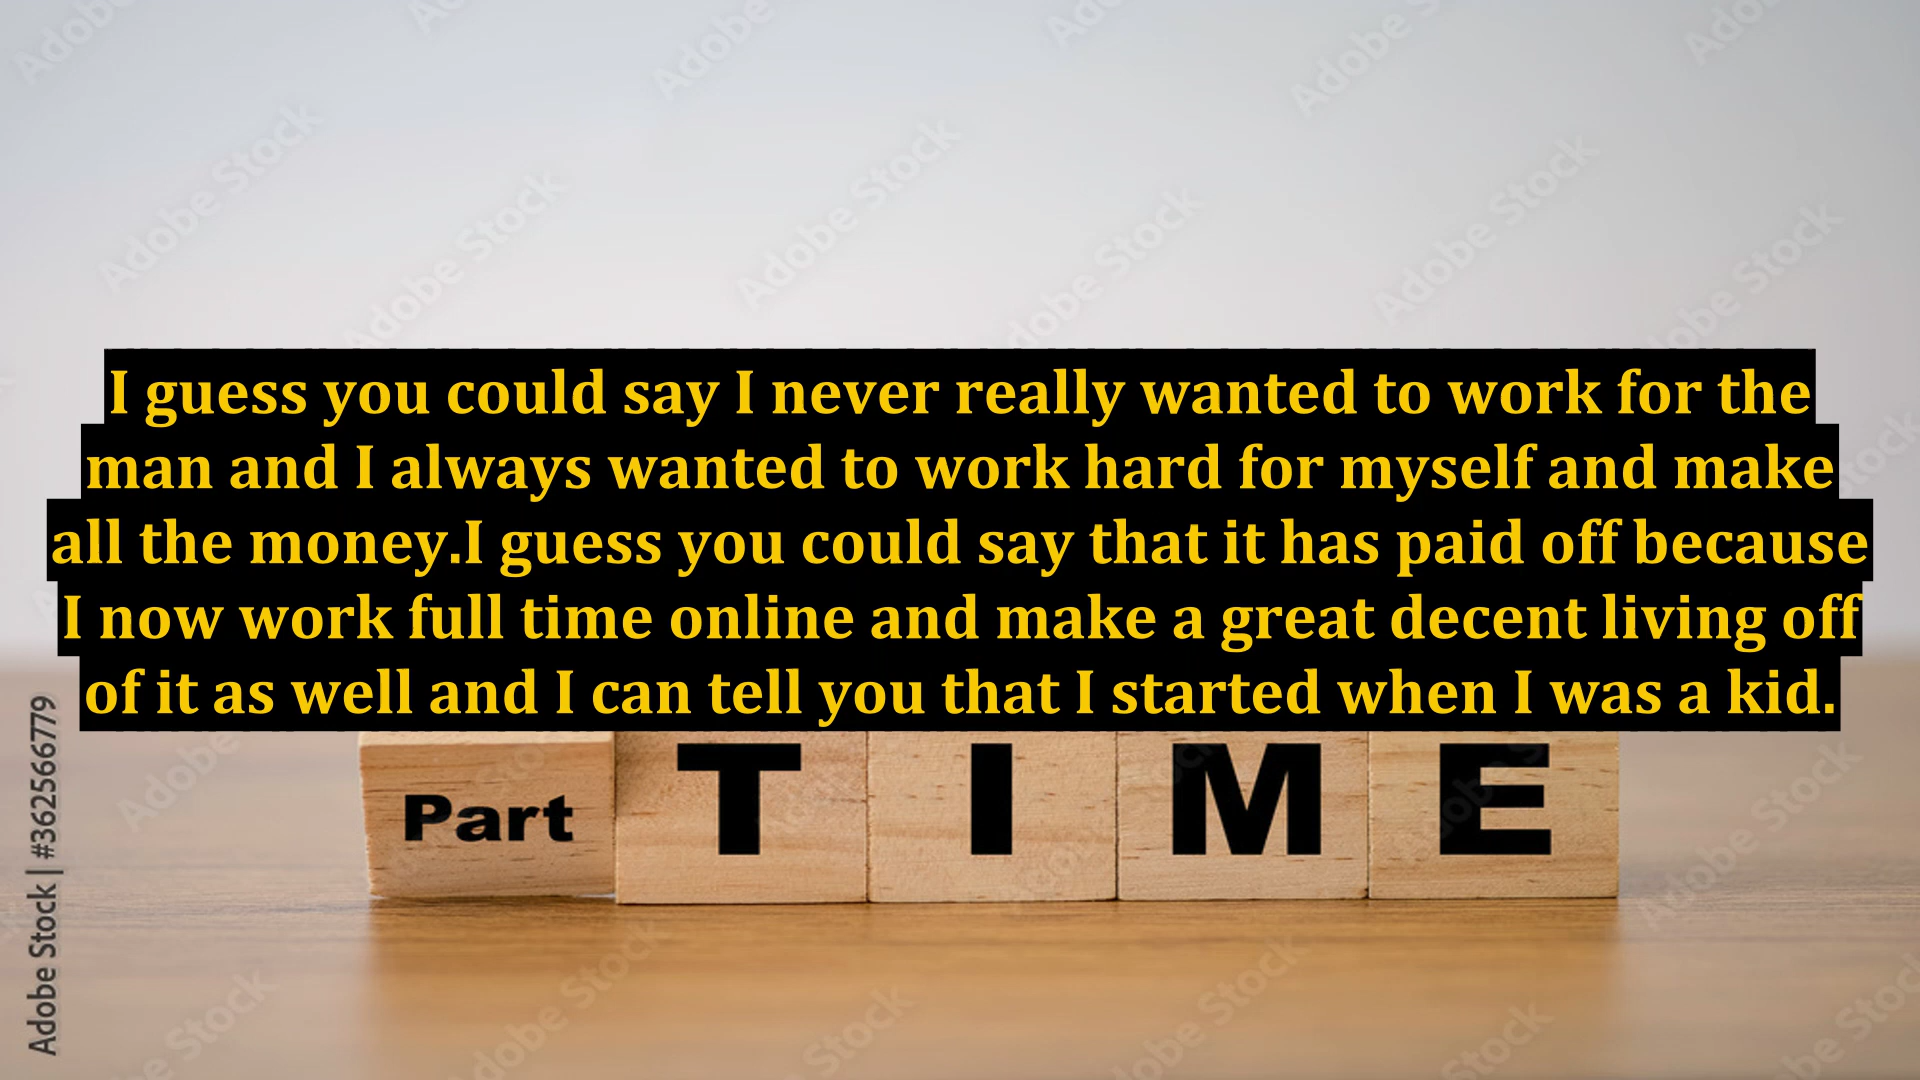 I guess you could say I never really wanted to work for the
man and I always wanted to work hard for myself and make
all the money.I guess you could say that it has paid off because
I now work full time online and make a great decent living off
of it as well and I can tell you that I started when I was a kid.
Part TIME
Adobe Stock | #362566779
Adobe Stock